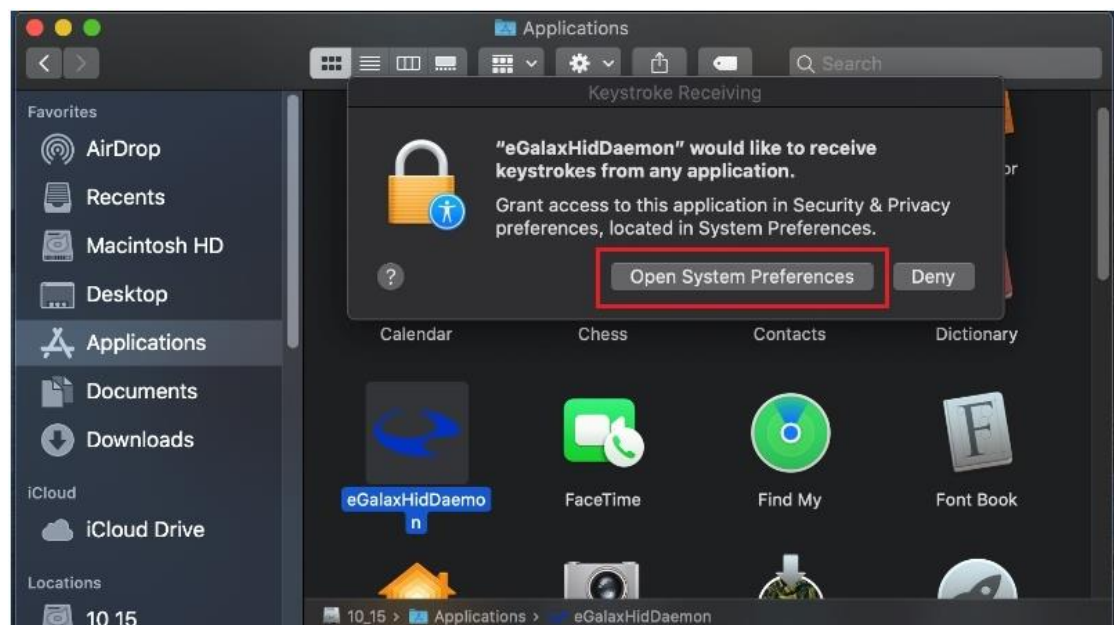 Applications
Search
Keystroke Receiving
"eGalaxHidDaemon" would like to receive
keystrokes from any application.
Grant access to this application in Security & Privacy
preferences, located in System Preferences.
?
Open System Preferences
Deny
Favorites
AirDrop
Recents
Macintosh HD
Desktop
Applications
Documents
Downloads
iCloud
iCloud Drive
Locations
10_15
or
Calendar
Chess
Contacts
Dictionary
eGalaxHidDaemo
n
FaceTime
Find My
F
Font Book
10_15 › Applications › eGalaxHidDaemon